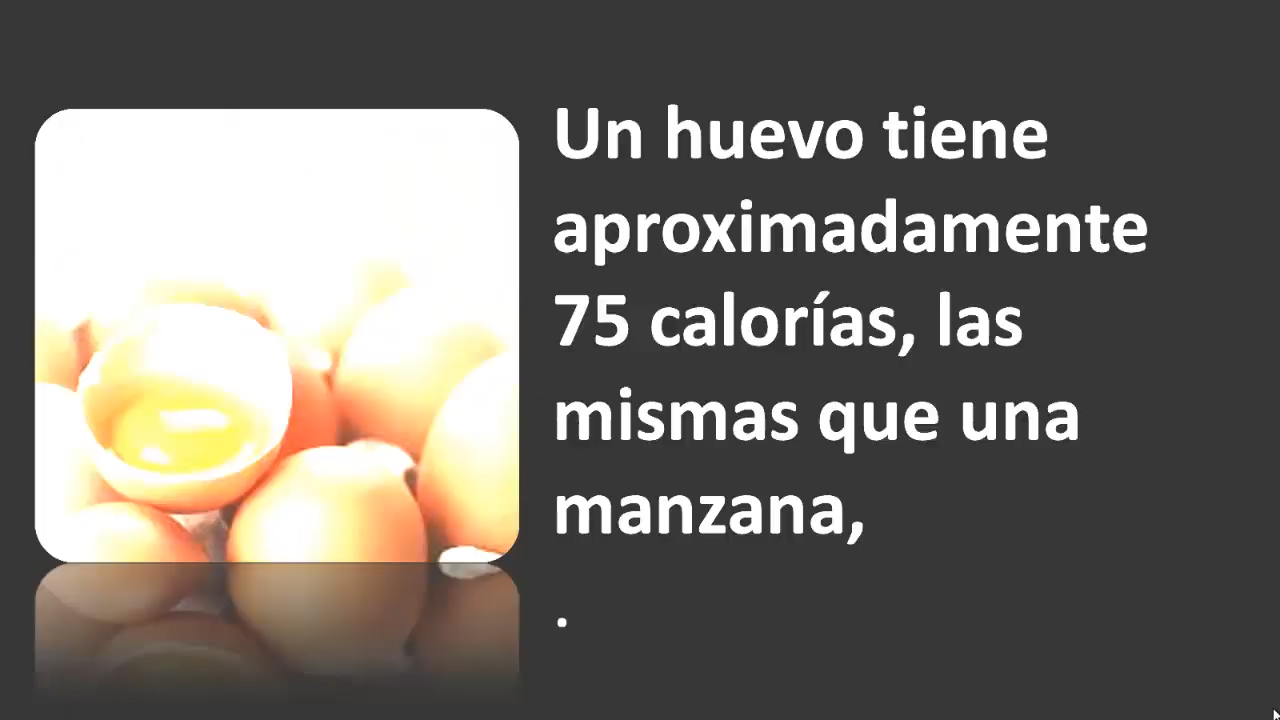 Un huevo tiene
aproximadamente
75 calorías, las
mismas que una
manzana,
.